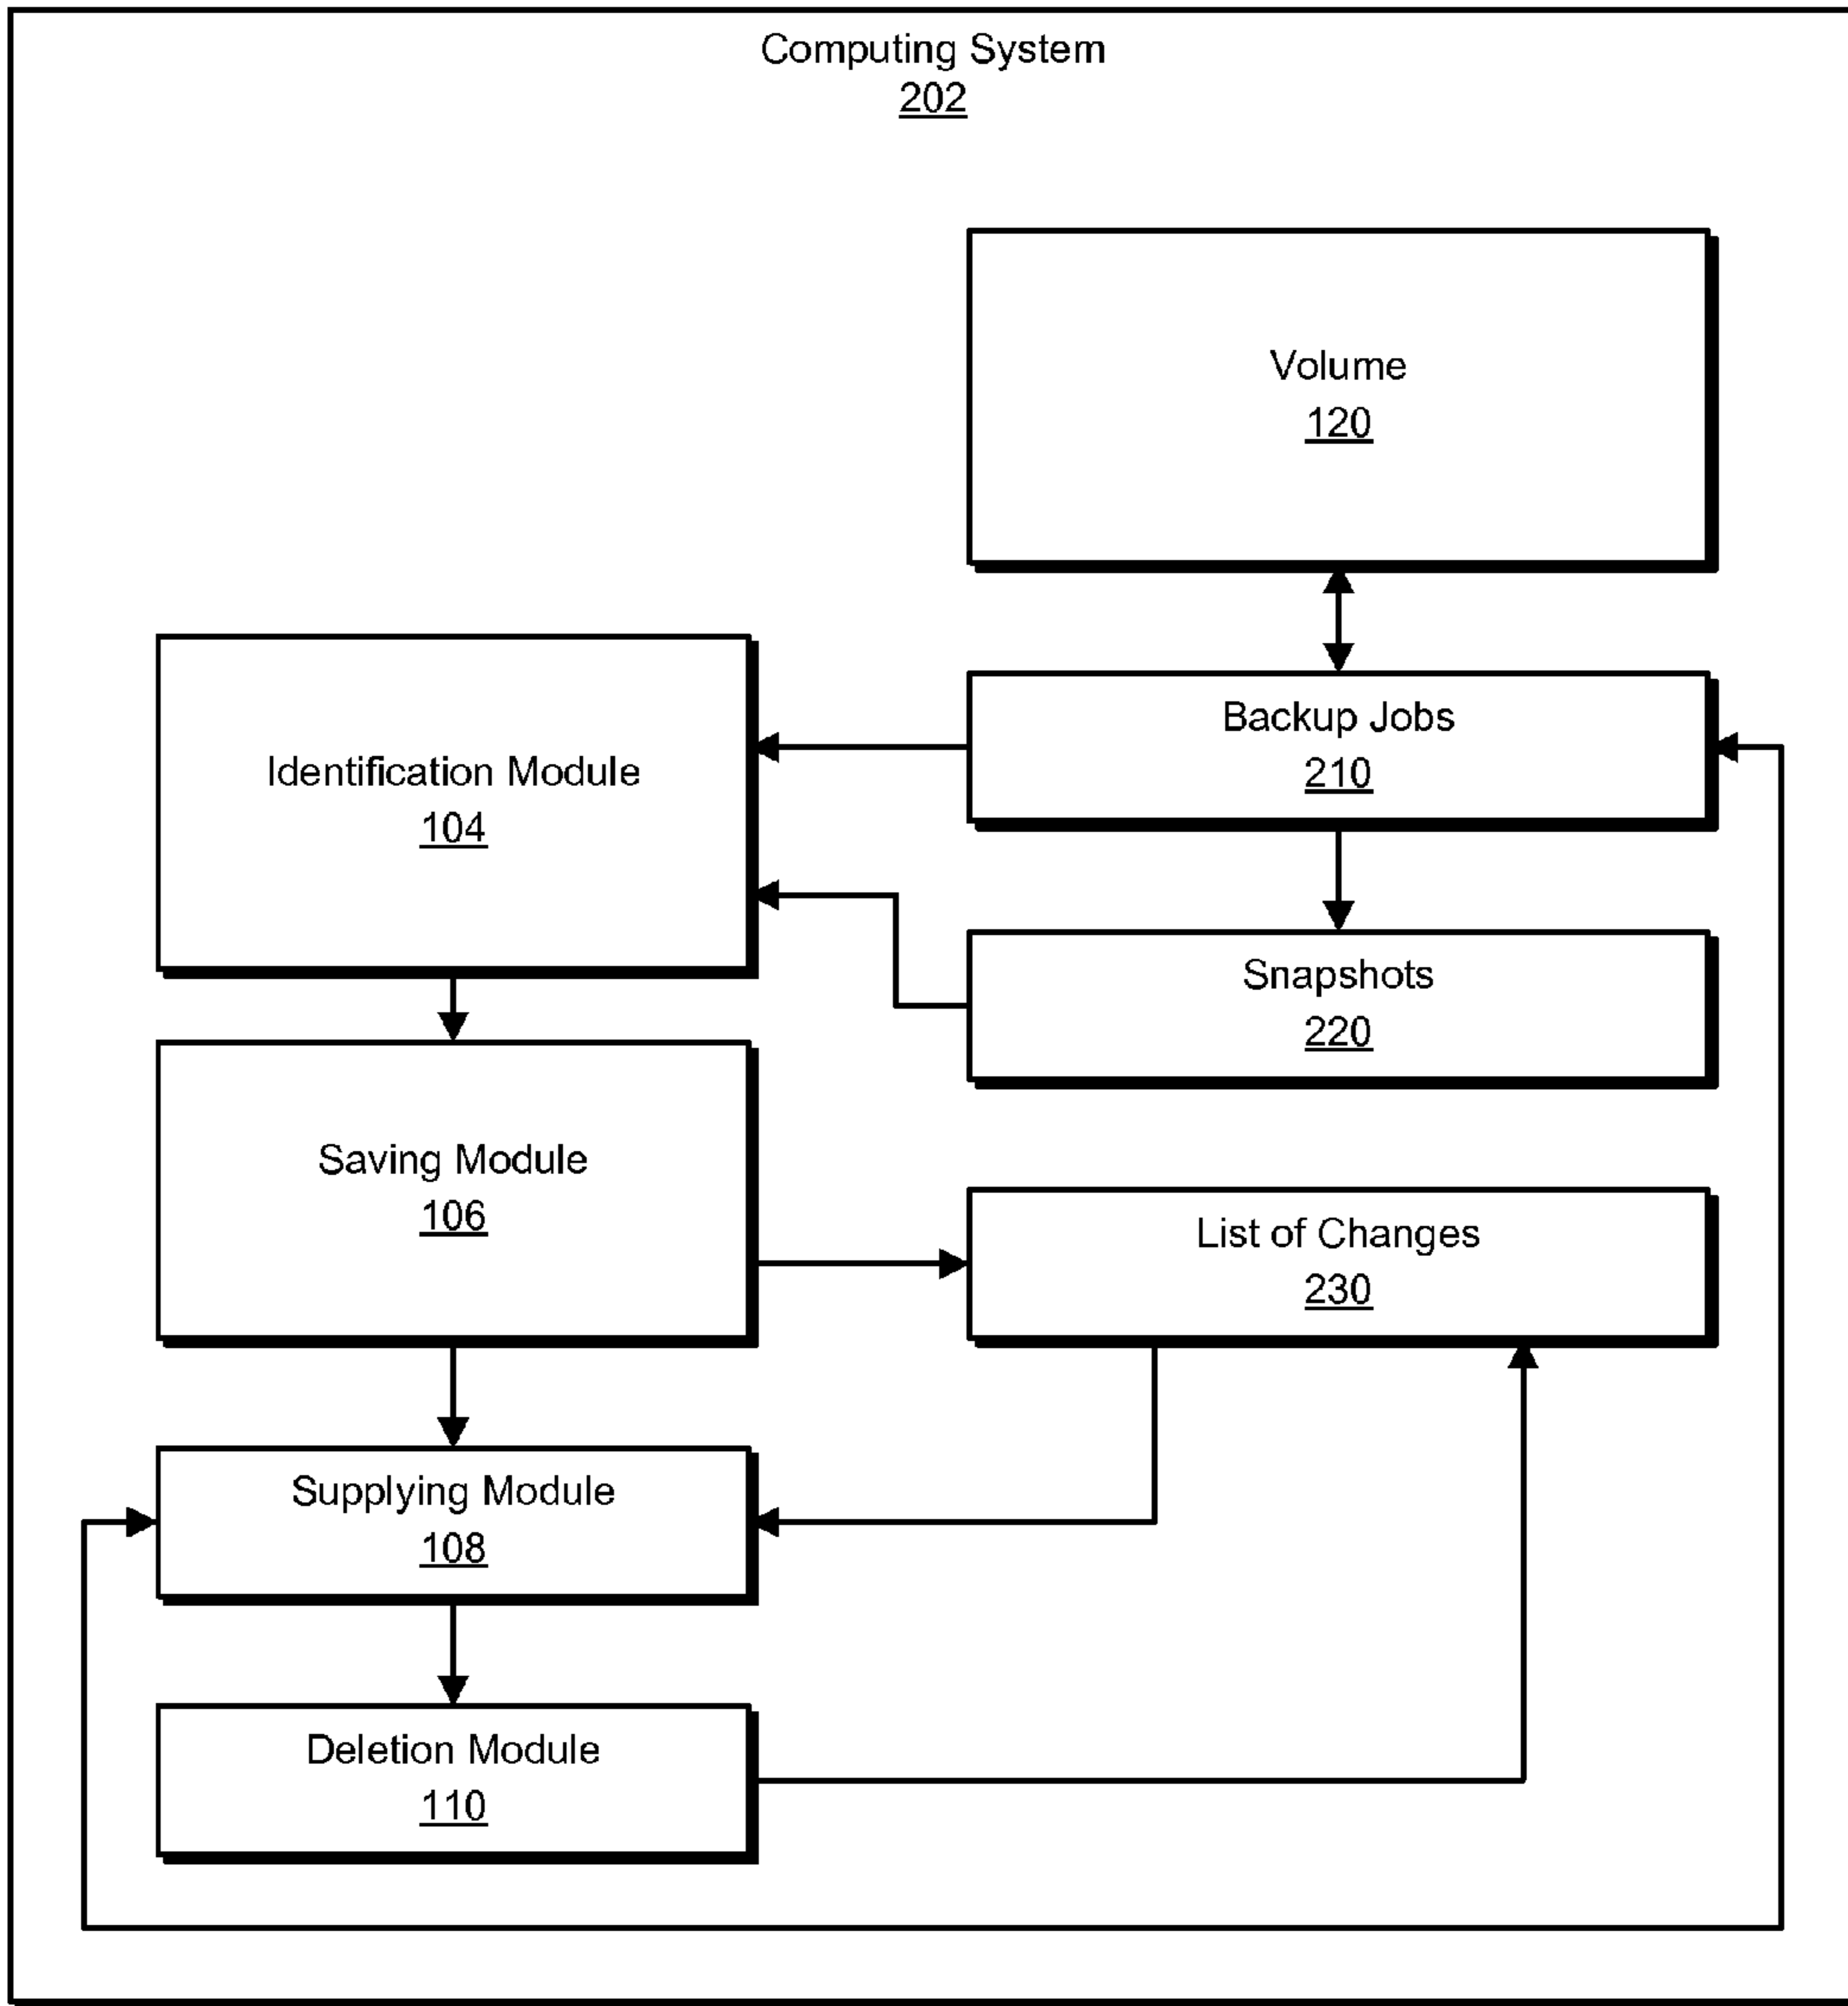 Computing System
202
Volume
120
Identification Module
104
Backup Jobs
210
Snapshots
220
Saving Module
106
List of Changes
230
Supplying Module
108
Deletion Module
110